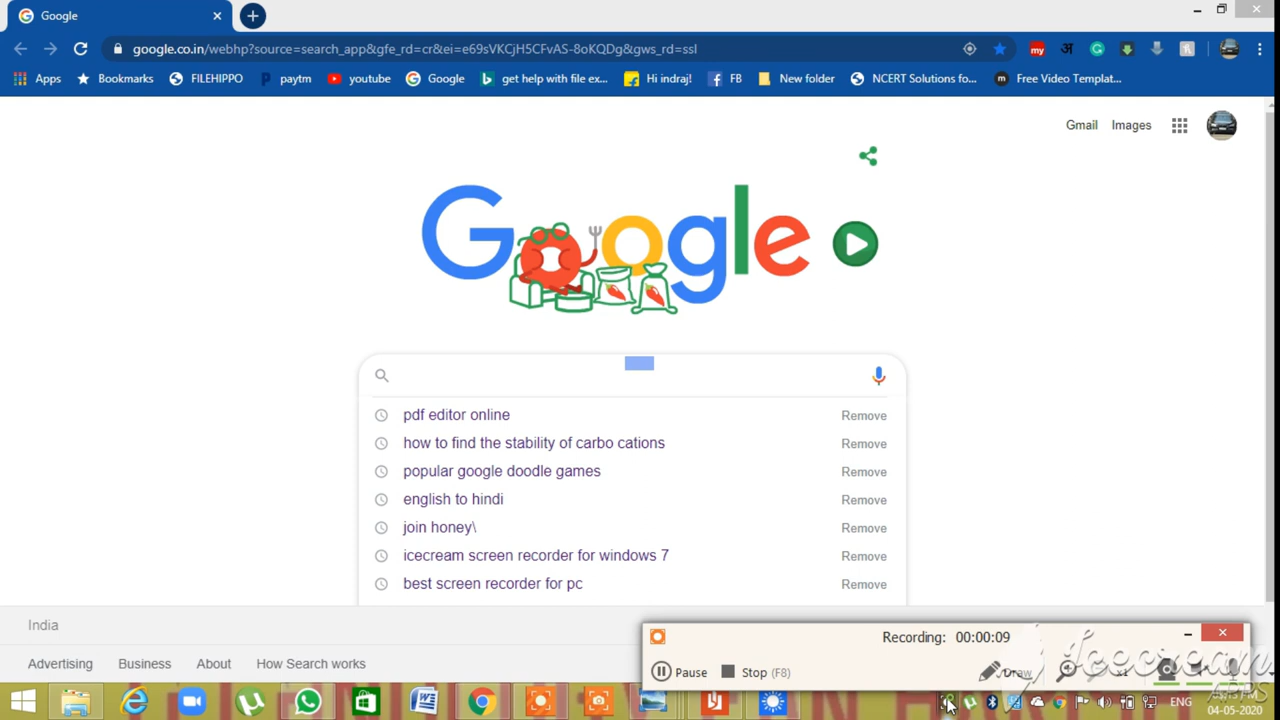 Google
google.co.in/webhp?source=search_app&gfe_rd=cr&ei=e69sVKCjH5CFvAS-8oKQDg&gws_rd=ssl
my अ
Apps Bookmarks FILEHIPPO paytm youtube Google get help with file ex... Hi indraj! FB New folder NCERT Solutions fo... m Free Video Templat...
Gmail Images
Google
pdf editor online Remove
how to find the stability of carbo cations Remove
popular google doodle games Remove
english to hindi Remove
join honey\ Remove
icecream screen recorder for windows 7 Remove
best screen recorder for pc Remove
India
Recording: 00:00:09
Advertising Business About How Search works
Pause Stop (F8) Draw x1
Icecream
APPS
ENG
04-05-2020